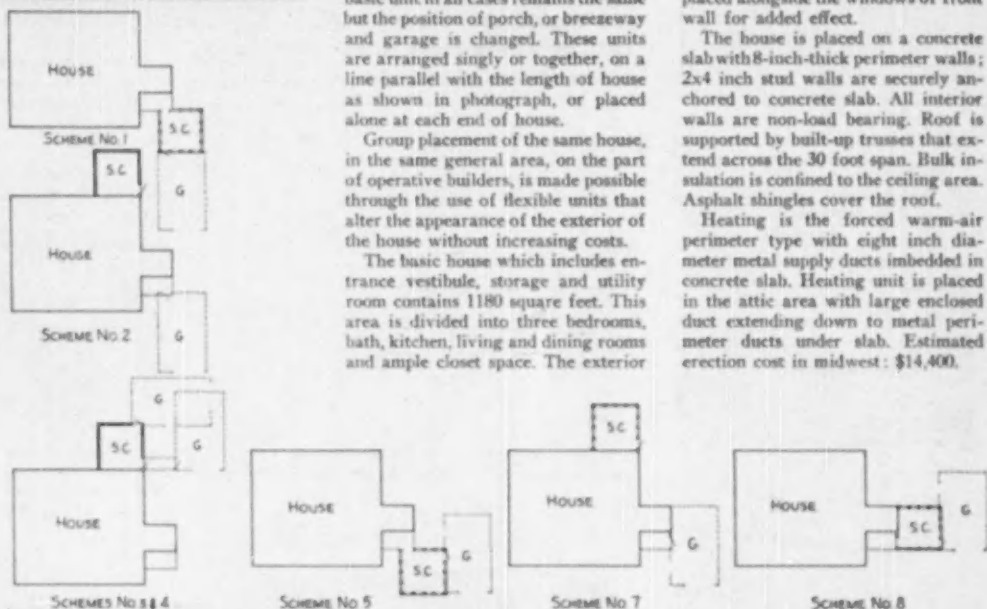 basic unit in all cases remains the same
but the position of porch, or breezeway
and garage is changed. These units
are arranged singly or together, on a
line parallel with the length of house
as shown in photograph, or placed
alone at each end of house.
Group placement of the same house,
in the same general area, on the part
of operative builders, is made possible
through the use of flexible units that
alter the appearance of the exterior of
the house without increasing costs.
The basic house which includes en-
trance vestibule, storage and utility
room contains 1180 square feet. This
area is divided into three bedrooms,
bath, kitchen, living and dining rooms
and ample closet space. The exterior
placed alongside the windows or front
wall for added effect.
The house is placed on a concrete
slab with 8-inch-thick perimeter walls;
2x4 inch stud walls are securely an-
chored to concrete slab. All interior
walls are non-load bearing. Roof is
supported by built-up trusses that ex-
tend across the 30 foot span. Bulk in-
sulation is confined to the ceiling area.
Asphalt shingles cover the roof.
Heating is the forced warm-air
perimeter type with eight inch dia-
meter metal supply ducts imbedded in
concrete slab. Heating unit is placed
in the attic area with large enclosed
duct extending down to metal peri-
meter ducts under slab. Estimated
erection cost in midwest: $14,400.
HOUSE
S.C.
G
SCHEME No. 1
S.C.
HOUSE
G
SCHEME No. 2
G
G
S.C.
HOUSE
SCHEMES No. 3 & 4
HOUSE
S.C.
G
SCHEME No 5
S.C.
HOUSE
G
SCHEME No. 7
HOUSE
S.C.
G
SCHEME No. 8